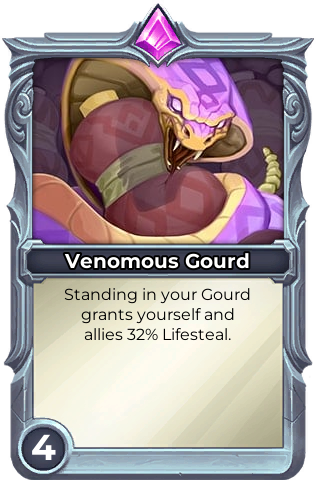 Venomous Gourd
Standing in your Gourd
grants yourself and
allies 32% Lifesteal.
4